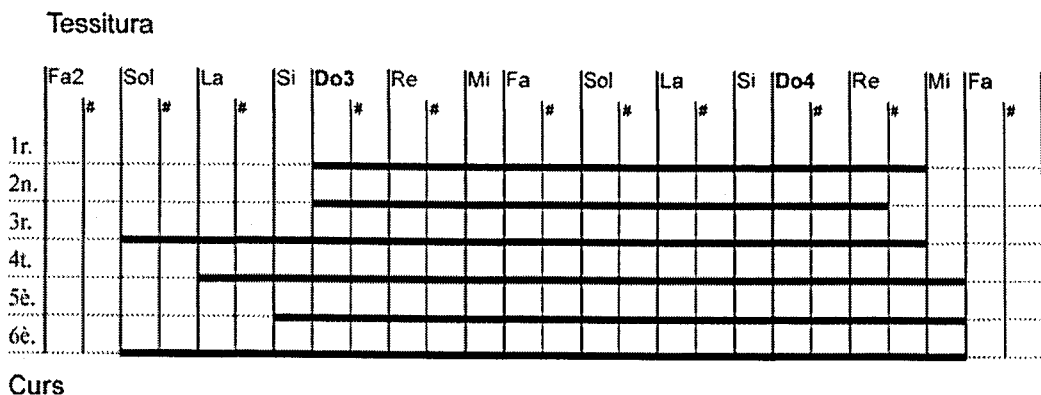 Tessitura
Fa2 Sol La Si Do3 Re Mi Fa Sol La Si Do4 Re Mi Fa
# # # # # # # # # # #
1r.
2n.
3r.
4t.
5è.
6è.
Curs